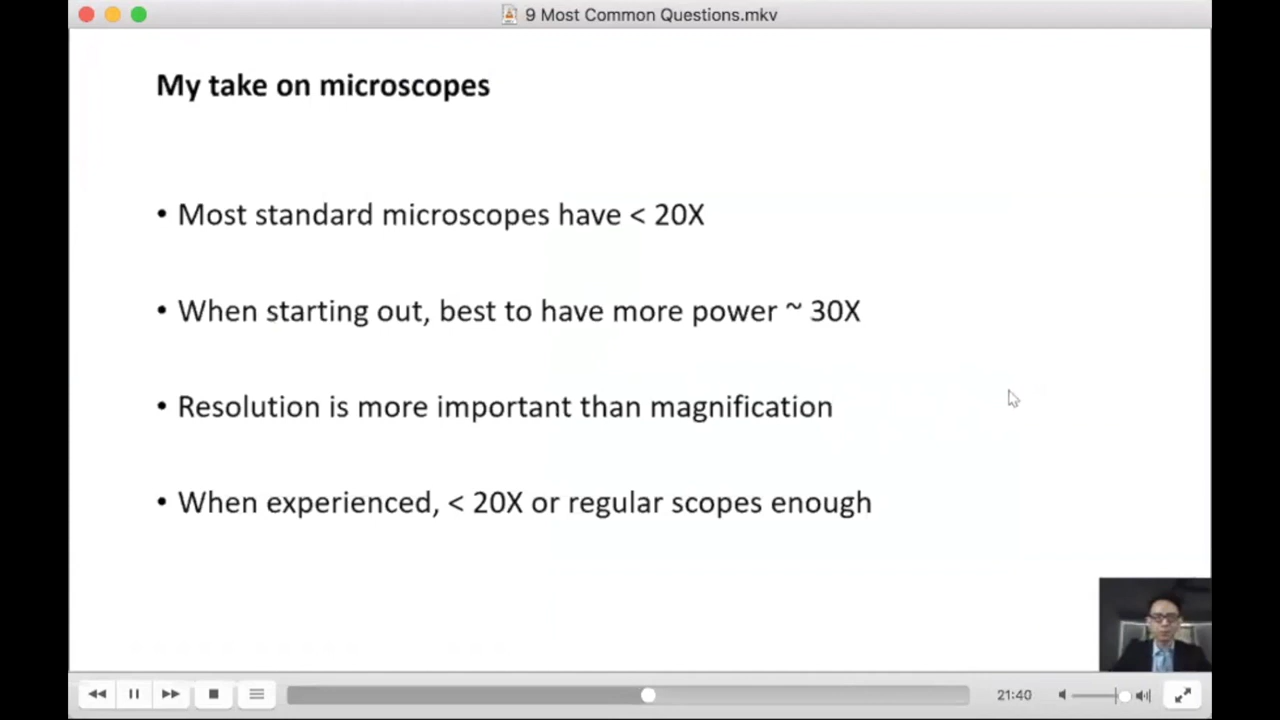 9 Most Common Questions.mkv
My take on microscopes
• Most standard microscopes have < 20X
• When starting out, best to have more power ~ 30X
• Resolution is more important than magnification
• When experienced, < 20X or regular scopes enough
21:40